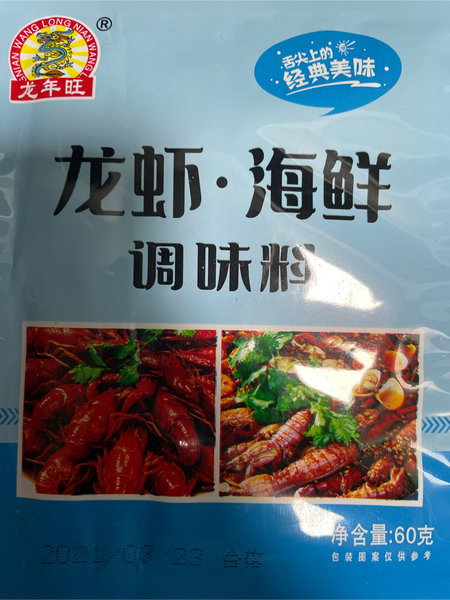 NIAN WANG LONG NIAN WANG L
®
龙年旺
舌尖上的
经典美味
龙虾·海鲜
调味料
净含量:60克
包装图案仅供参考
2021/03/23 合格